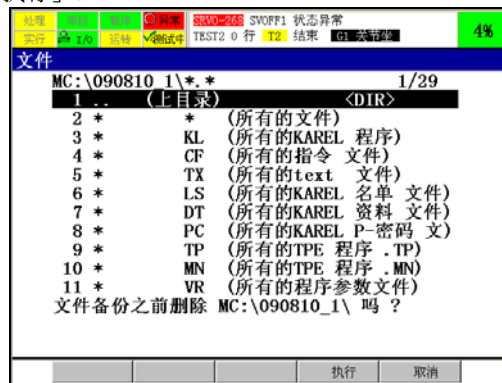 执行」.
处理 暂停 异常 SRVO-268 SVOFF1 状态异常
实行 I/O 运转 测试中 TEST2 0 行 T2 结束 G1 关节坐 4%
文件
MC:\090810_1\*.* 1/29
1 .. (上目录) <DIR>
2 * * (所有的文件)
3 * KL (所有的KAREL 程序)
4 * CF (所有的指令 文件)
5 * TX (所有的text 文件)
6 * LS (所有的KAREL 名单 文件)
7 * DT (所有的KAREL 资料 文件)
8 * PC (所有的KAREL P-密码 文)
9 * TP (所有的TPE 程序 .TP)
10 * MN (所有的TPE 程序 .MN)
11 * VR (所有的程序参数文件)
文件备份之前删除 MC:\090810_1\ 吗 ?
执行 取消